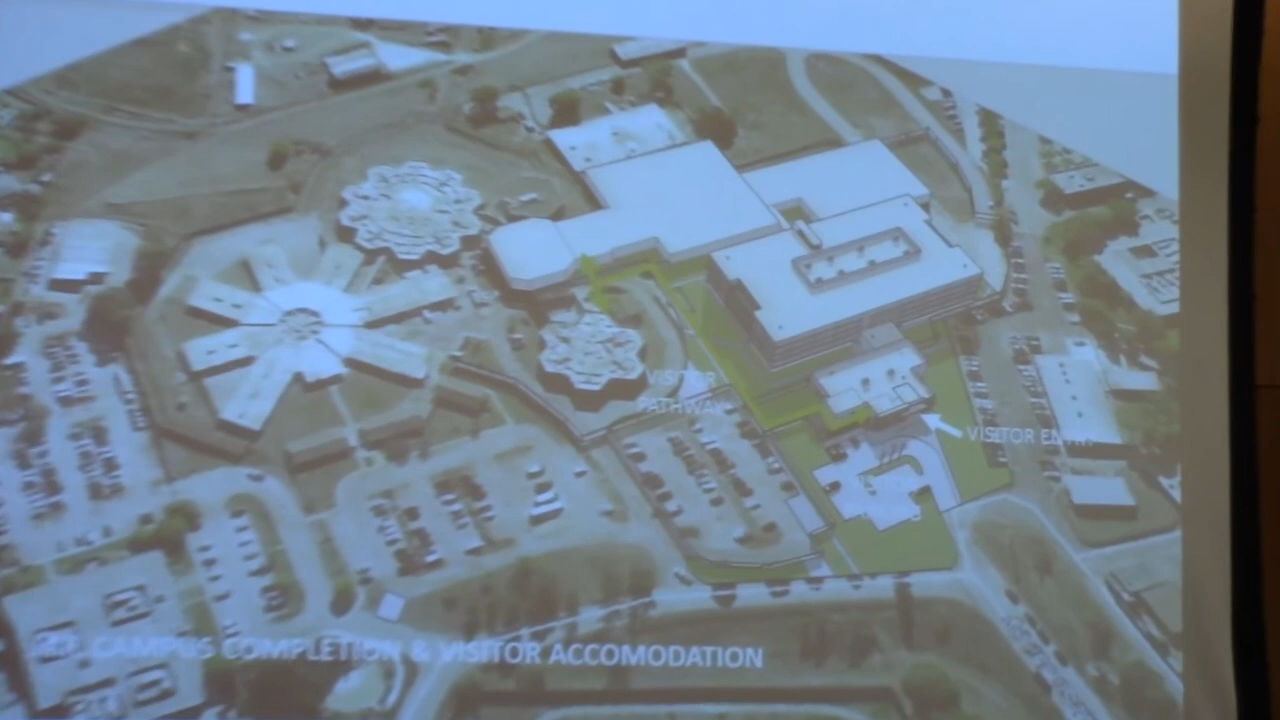 VISITOR
PATHWAY
VISITOR ENTRY
CAMPUS COMPLETION & VISITOR ACCOMODATION